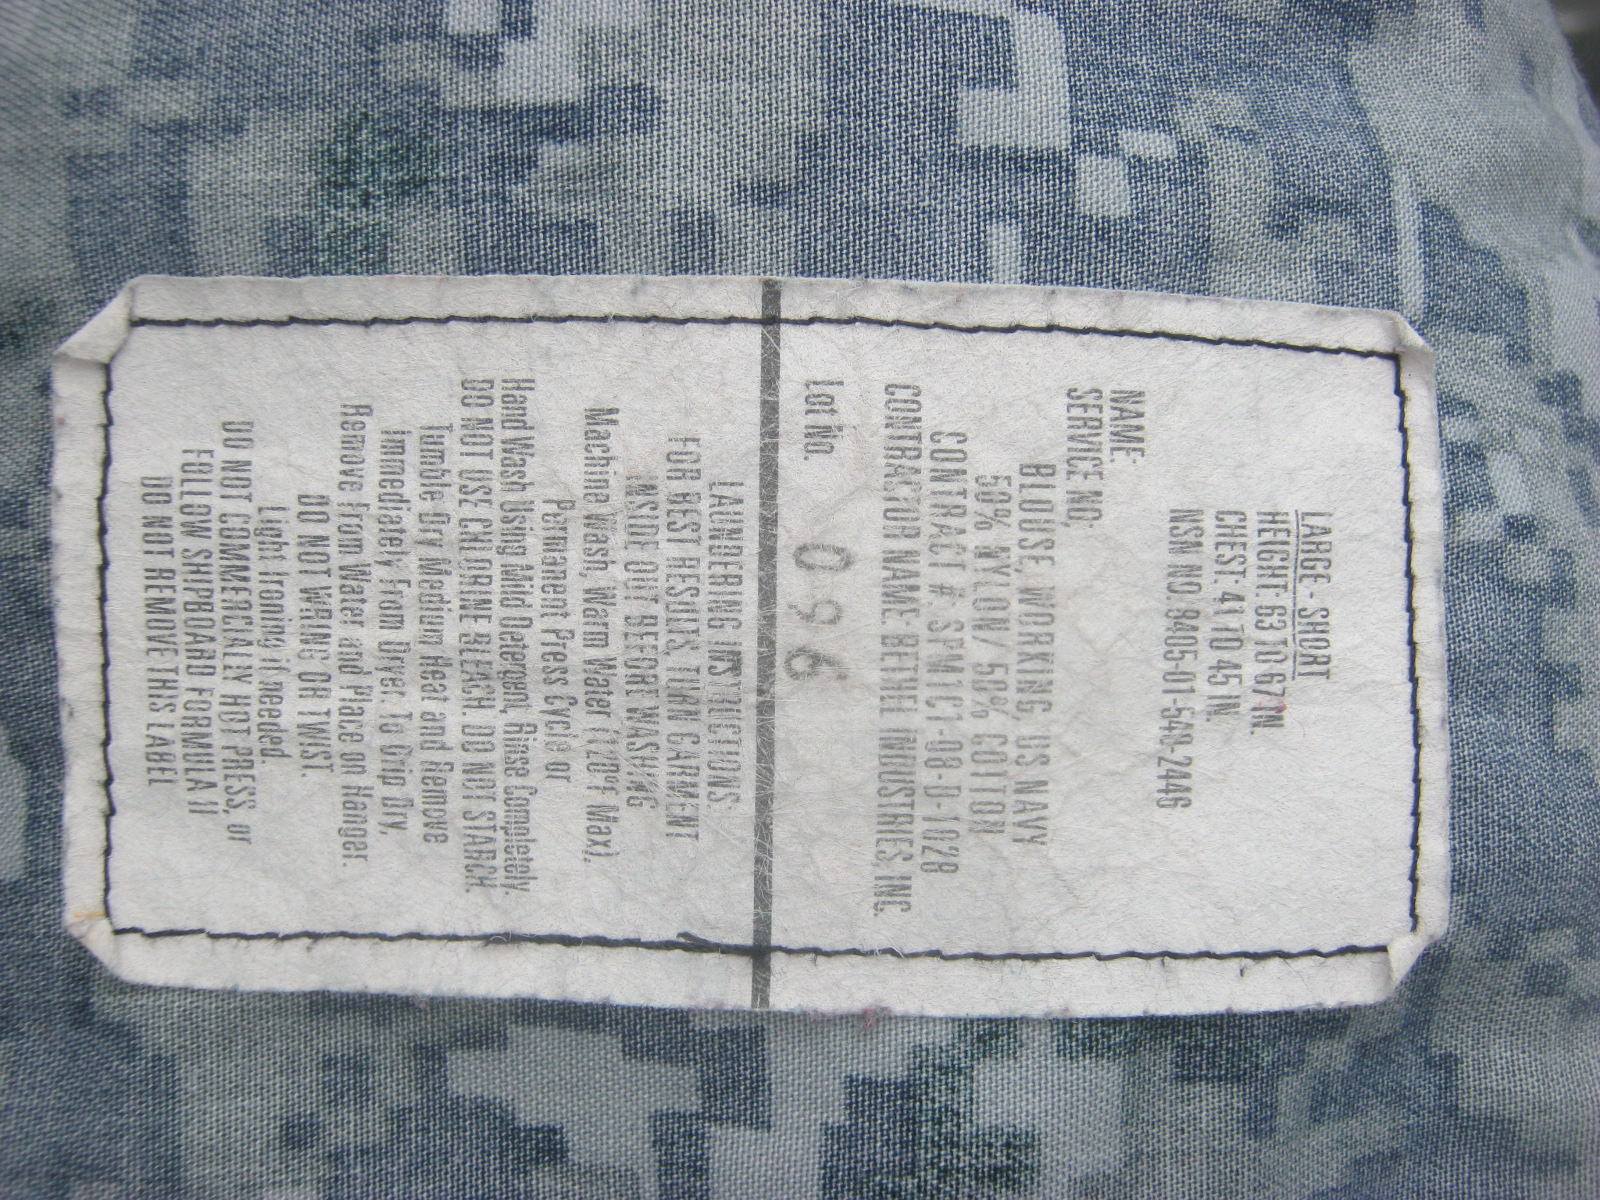 LARGE - SHORT
HEIGHT: 63 TO 67 IN.
CHEST: 41 TO 45 IN.
NSN NO. 8405-01-549-2446
NAME:
SERVICE NO;
BLOUSE, WORKING, US NAVY
50% NYLON/ 50% COTTON
CONTRACT #: SPM1C1-08-D-1028
CONTRACTOR NAME: BETHEL INDUSTRIES, INC.
Lot No. 096
LAUNDERING INSTRUCTIONS:
FOR BEST RESULTS, TURN GARMENT
INSIDE OUT BEFORE WASHING
Machine Wash, Warm Water (120°F Max),
Permanent Press Cycle or
Hand Wash Using Mild Detergent, Rinse Completely.
DO NOT USE CHLORINE BLEACH. DO NOT STARCH.
Tumble Dry Medium Heat and Remove
Immediately From Dryer. To Drip Dry,
Remove from Water and Place on Hanger.
DO NOT WRING OR TWIST.
Light Ironing if needed.
DO NOT COMMERCIALLY HOT PRESS, or
FOLLOW SHIPBOARD FORMULA II
DO NOT REMOVE THIS LABEL